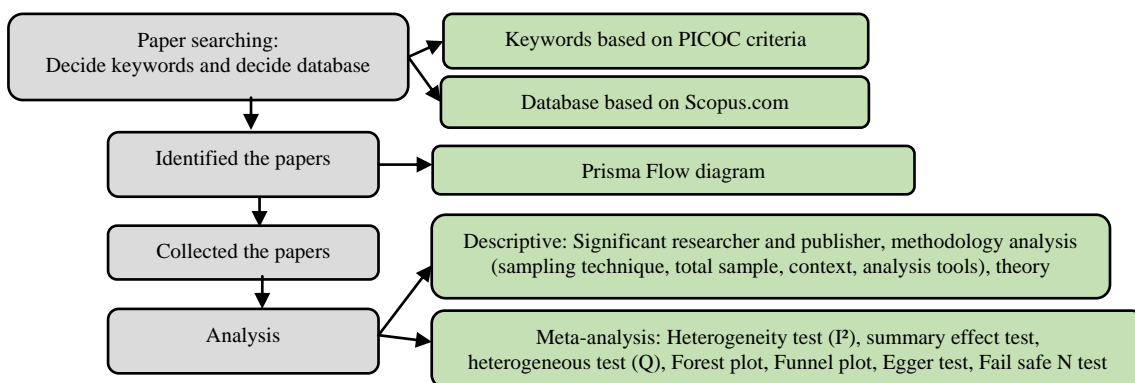 Paper searching:
Decide keywords and decide database
Keywords based on PICOC criteria
Database based on Scopus.com
Identified the papers
Prisma Flow diagram
Collected the papers
Descriptive: Significant researcher and publisher, methodology analysis
(sampling technique, total sample, context, analysis tools), theory
Analysis
Meta-analysis: Heterogeneity test (I²), summary effect test,
heterogeneous test (Q), Forest plot, Funnel plot, Egger test, Fail safe N test